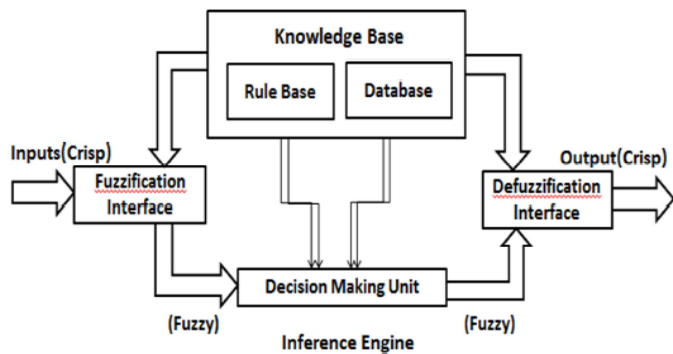 Knowledge Base
Rule Base
Database
Inputs(Crisp)
Fuzzification
Interface
Output(Crisp)
Defuzzification
Interface
Decision Making Unit
(Fuzzy)
(Fuzzy)
Inference Engine